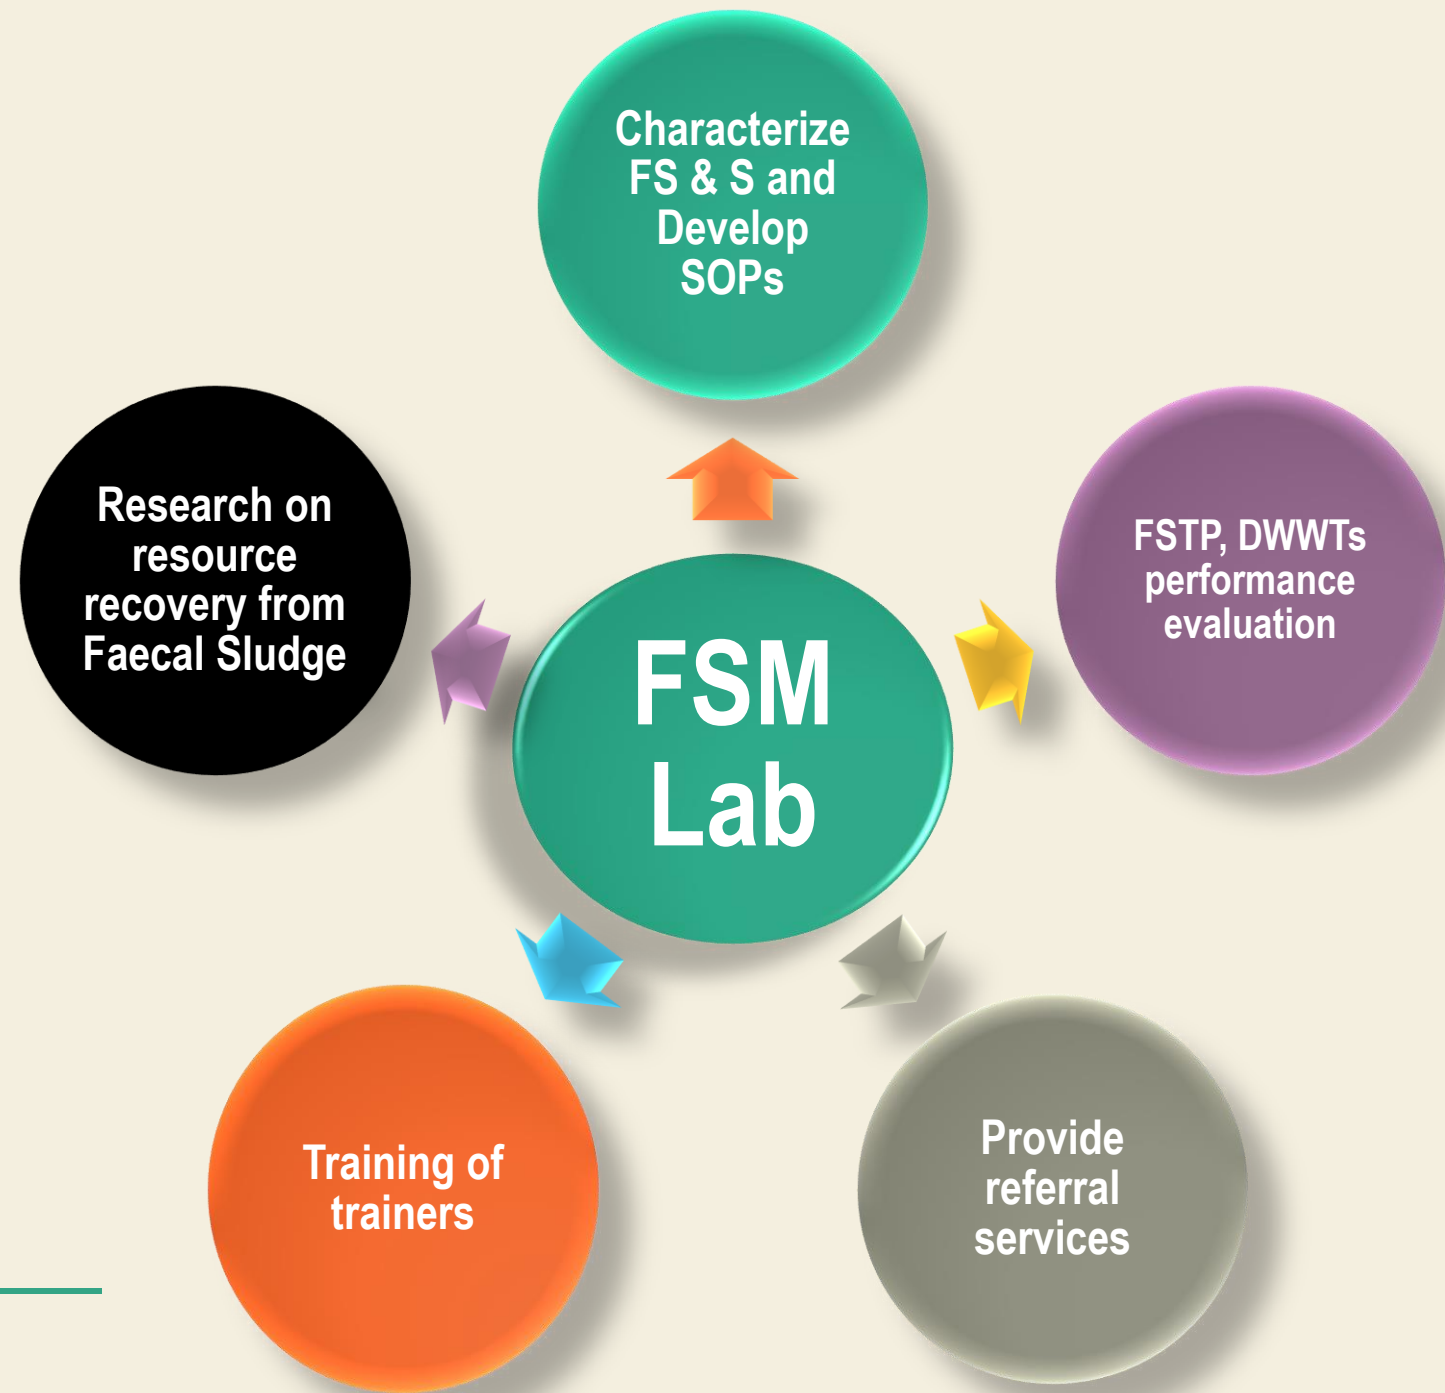 Characterize
FS & S and
Develop
SOPs
FSTP, DWWTs
performance
evaluation
Provide
referral
services
Training of
trainers
Research on
resource
recovery from
Faecal Sludge
FSM
Lab